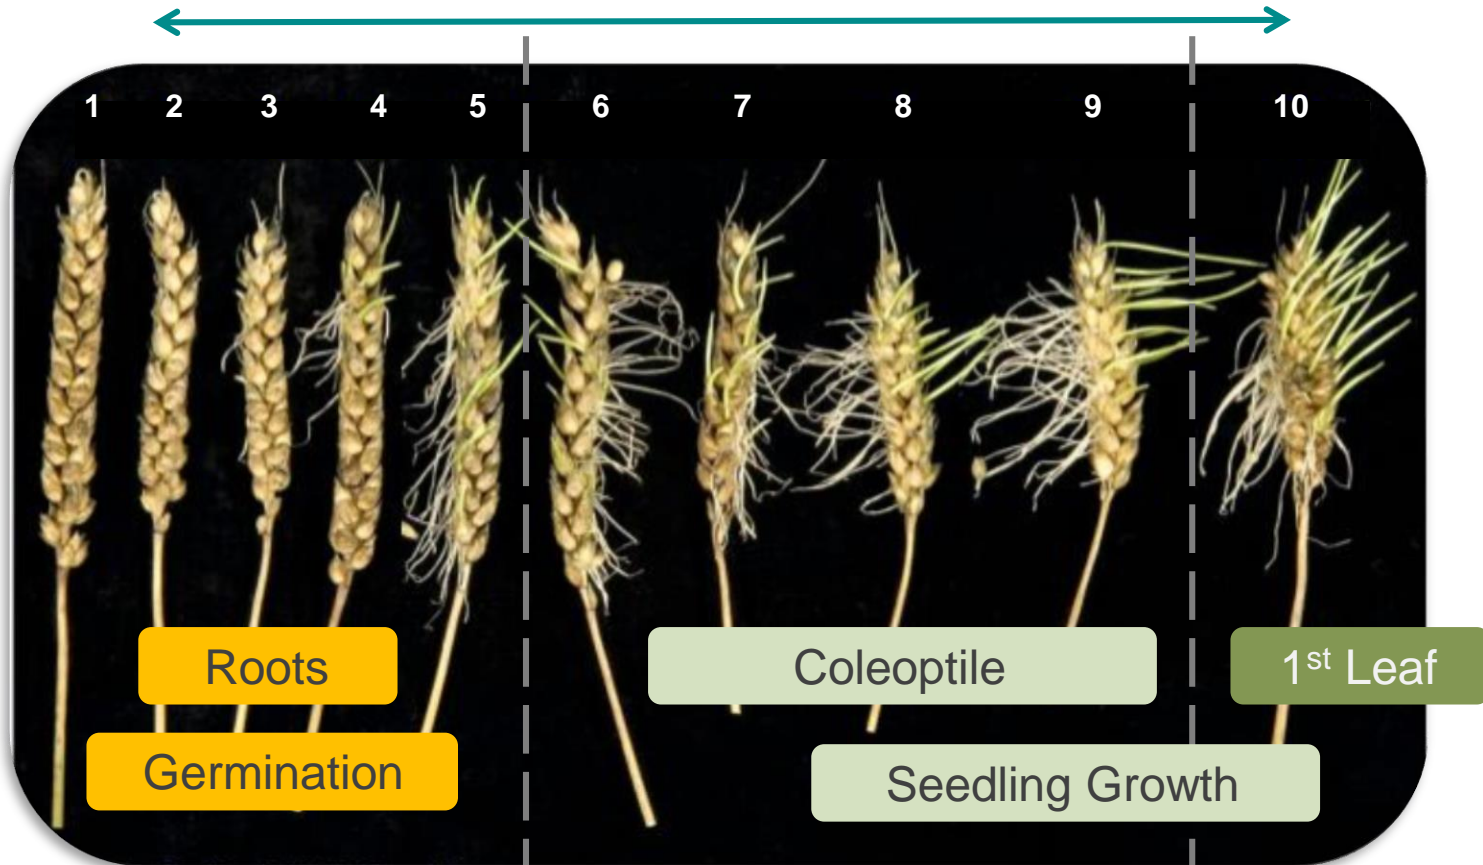 1 2 3 4 5 6 7 8 9 10
Roots
Coleoptile
1st Leaf
Germination
Seedling Growth